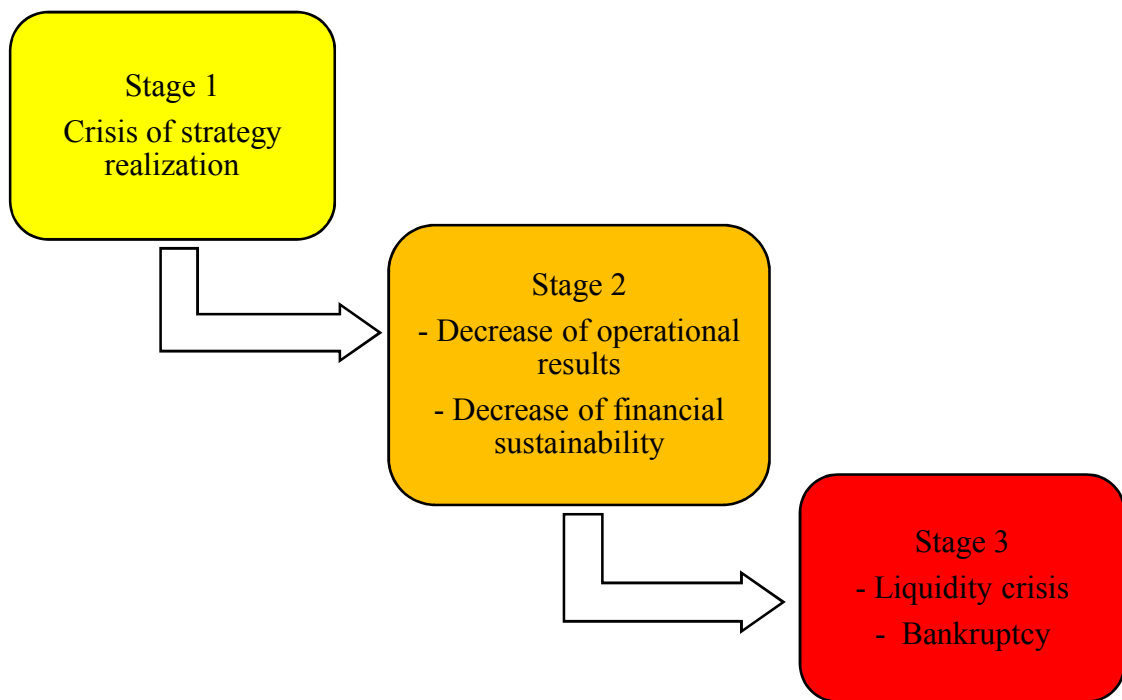 Stage 1
Crisis of strategy
realization
Stage 2
- Decrease of operational
results
- Decrease of financial
sustainability
Stage 3
- Liquidity crisis
- Bankruptcy